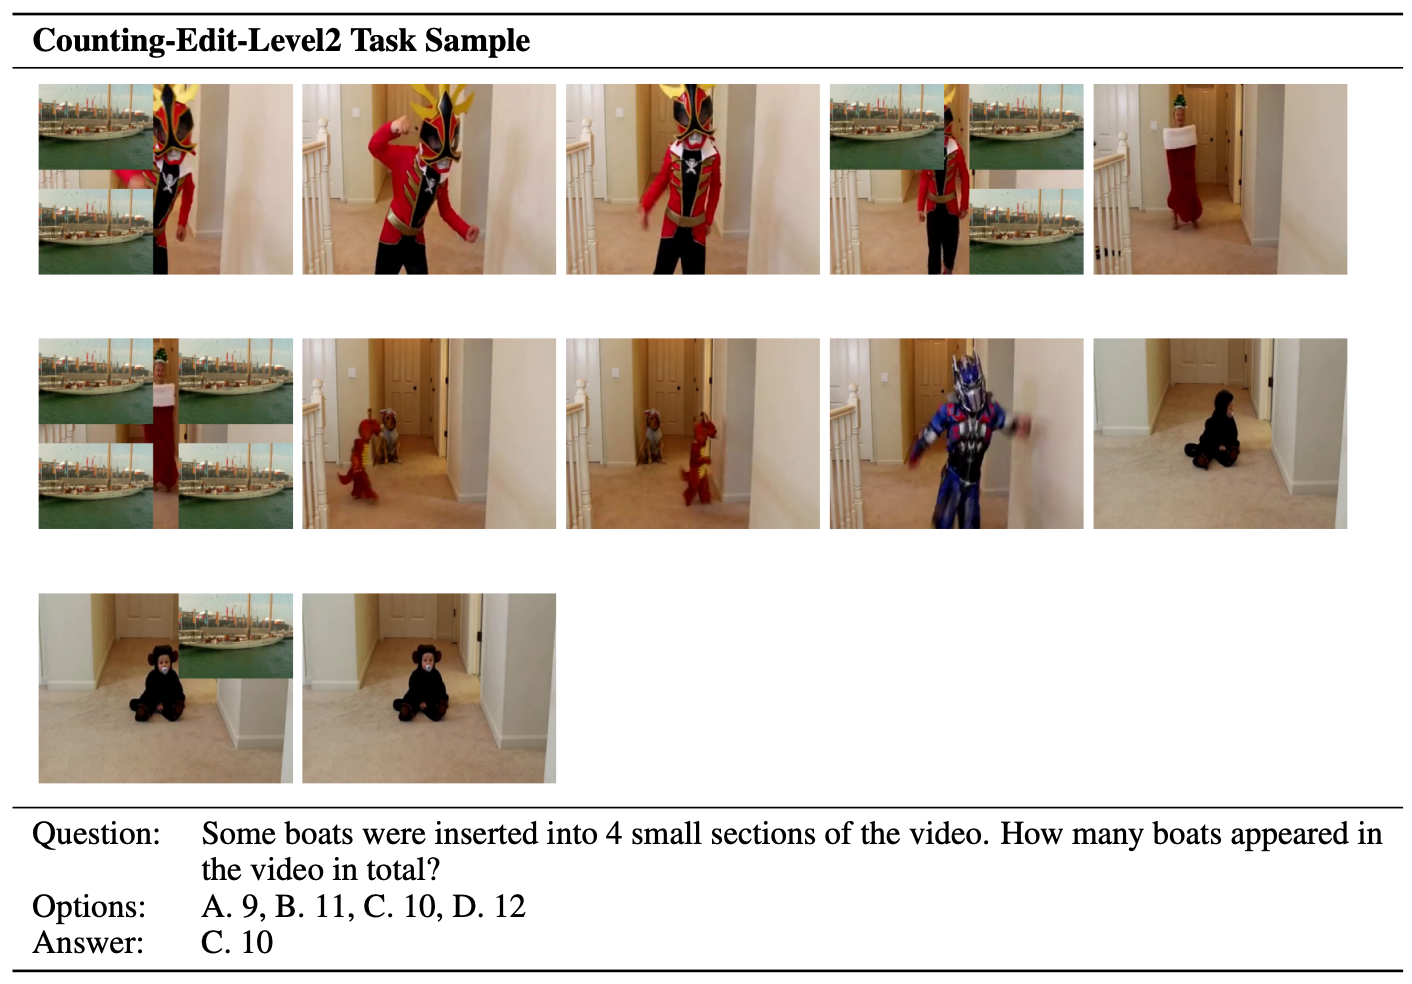 Counting-Edit-Level2 Task Sample
Question: Some boats were inserted into 4 small sections of the video. How many boats appeared in
the video in total?
Options: A. 9, B. 11, C. 10, D. 12
Answer: C. 10